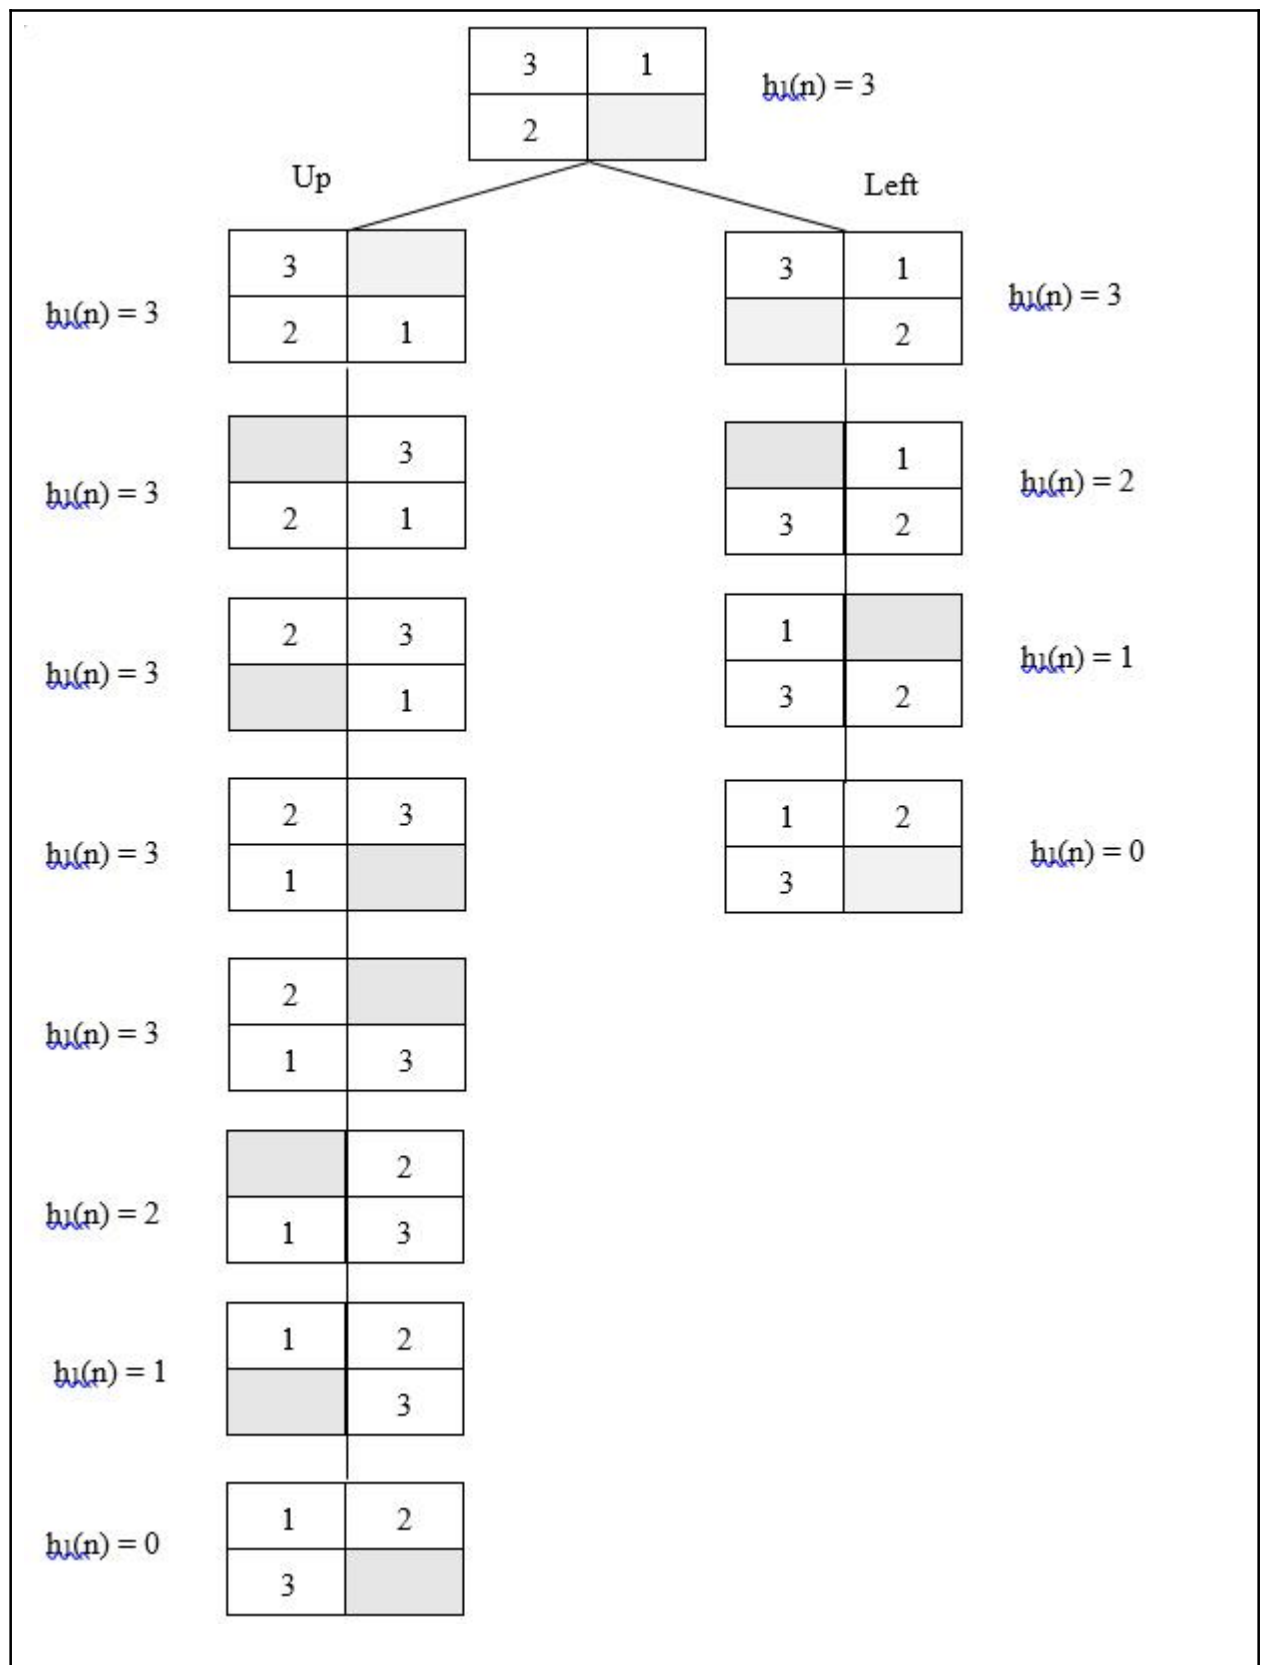 3 1
h1(n) = 3
2
Up
Left
3
h1(n) = 3
2 1
3 1
h1(n) = 3
2
3
h1(n) = 3
2 1
1
h1(n) = 2
3 2
2 3
h1(n) = 3
1
1
h1(n) = 1
3 2
2 3
h1(n) = 3
1
1 2
h1(n) = 0
3
2
h1(n) = 3
1 3
2
h1(n) = 2
1 3
1 2
h1(n) = 1
3
1 2
h1(n) = 0
3